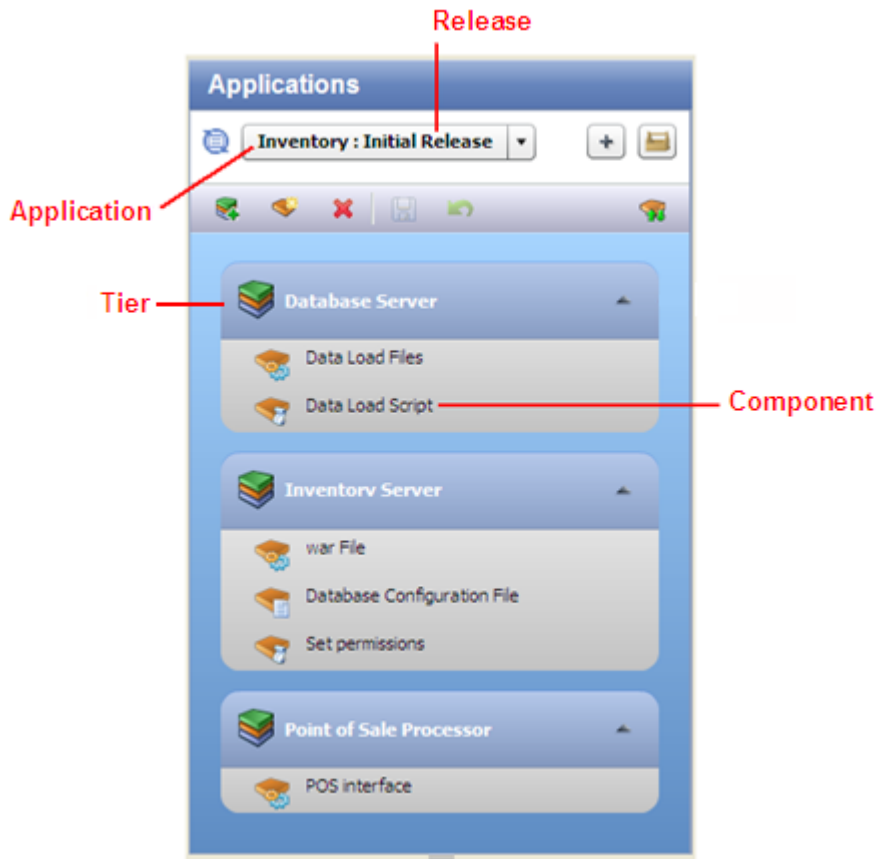 Release
Applications
Inventory : Initial Release
Application
Tier
Database Server
Data Load Files
Data Load Script
Component
Inventory Server
war File
Database Configuration File
Set permissions
Point of Sale Processor
POS interface